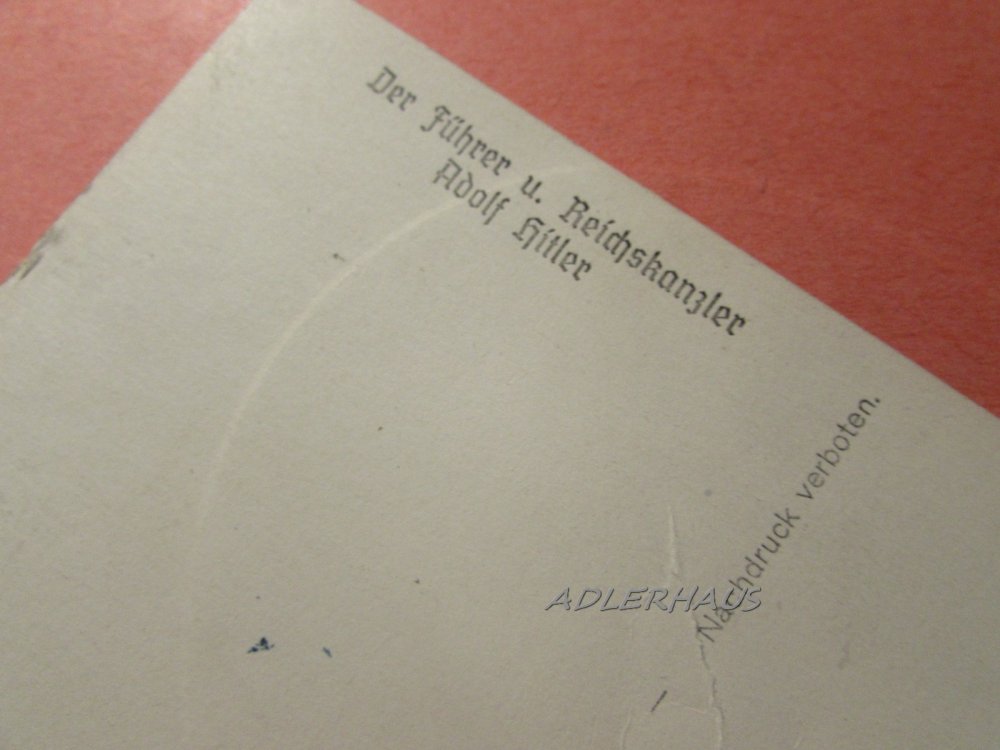 Der Führer u. Reichskanzler
Adolf Hitler
Nachdruck verboten.
ADLERHAUS